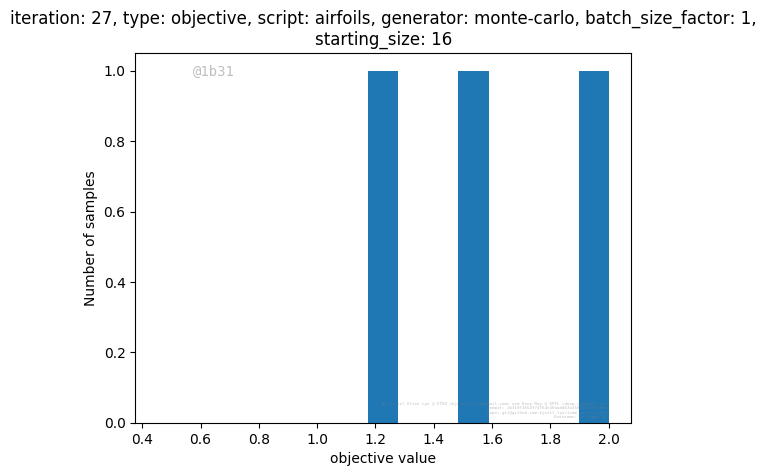 iteration: 27, type: objective, script: airfoils, generator: monte-carlo, batch_size_factor: 1,
starting_size: 16
@1b31
1.0
0.8
0.6
0.4
0.2
0.0
Number of samples
0.4 0.6 0.8 1.0 1.2 1.4 1.6 1.8 2.0
objective value